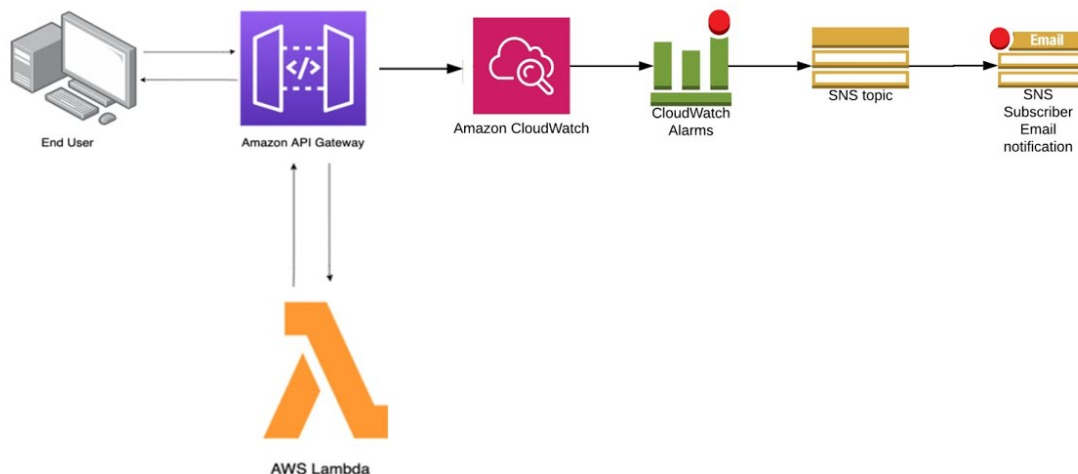 Email
</>
End User
Amazon API Gateway
Amazon CloudWatch
CloudWatch
Alarms
SNS topic
SNS
Subscriber
Email
notification
AWS Lambda